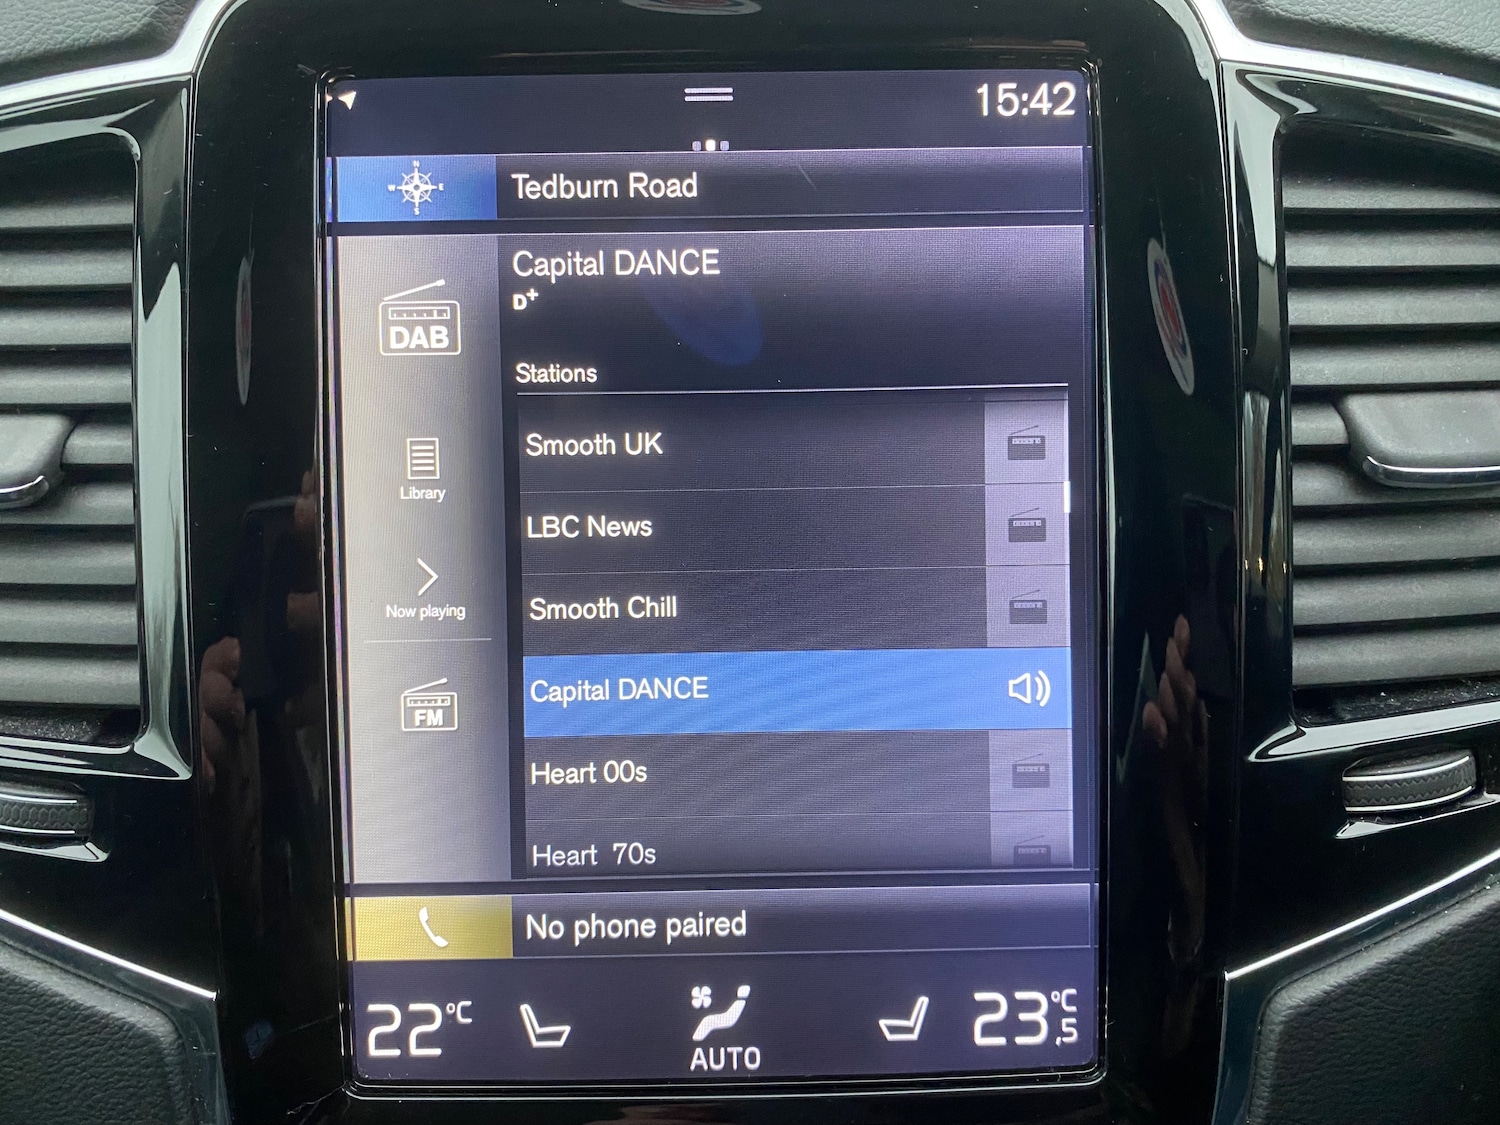 15:42
N
W E
S
Tedburn Road
Capital DANCE
D+
DAB
Stations
Smooth UK
Library
LBC News
Now playing
Smooth Chill
FM
Capital DANCE
Heart 00s
Heart 70s
No phone paired
22°C
23,5°C
AUTO